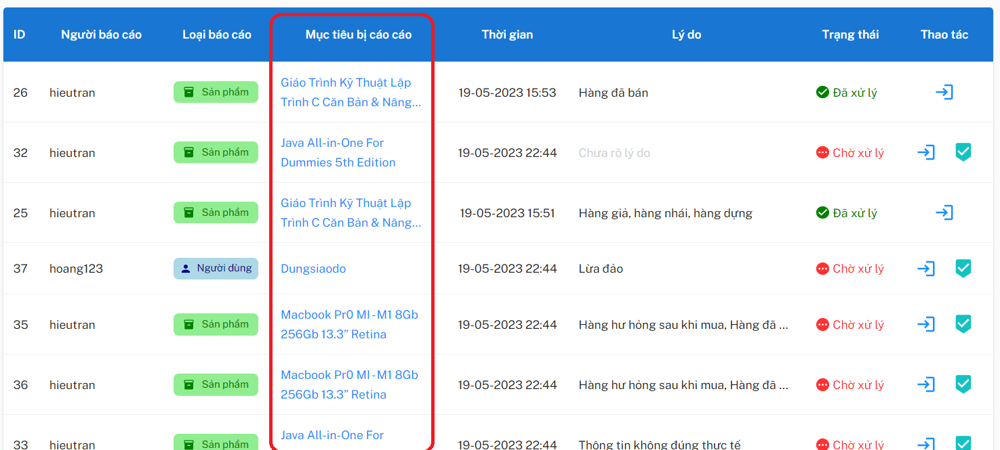 ID Người báo cáo Loại báo cáo Mục tiêu bị cáo cáo Thời gian Lý do Trạng thái Thao tác
26 hieutran Sản phẩm Giáo Trình Kỹ Thuật Lập
Trình C Căn Bản & Nâng... 19-05-2023 15:53 Hàng đã bán Đã xử lý
32 hieutran Sản phẩm Java All-in-One For
Dummies 5th Edition 19-05-2023 22:44 Chưa rõ lý do Chờ xử lý
25 hieutran Sản phẩm Giáo Trình Kỹ Thuật Lập
Trình C Căn Bản & Nâng... 19-05-2023 15:51 Hàng giả, hàng nhái, hàng dựng Đã xử lý
37 hoang123 Người dùng Dungsiaodo 19-05-2023 22:44 Lừa đảo Chờ xử lý
35 hieutran Sản phẩm Macbook Pr0 MI-M1 8Gb
256Gb 13.3” Retina 19-05-2023 22:44 Hàng hư hỏng sau khi mua, Hàng đã ... Chờ xử lý
36 hieutran Sản phẩm Macbook Pr0 MI-M1 8Gb
256Gb 13.3” Retina 19-05-2023 22:44 Hàng hư hỏng sau khi mua, Hàng đã ... Chờ xử lý
33 hieutran Sản phẩm Java All-in-One For
19-05-2023 22:44 Thông tin không đúng thực tế Chờ xử lý